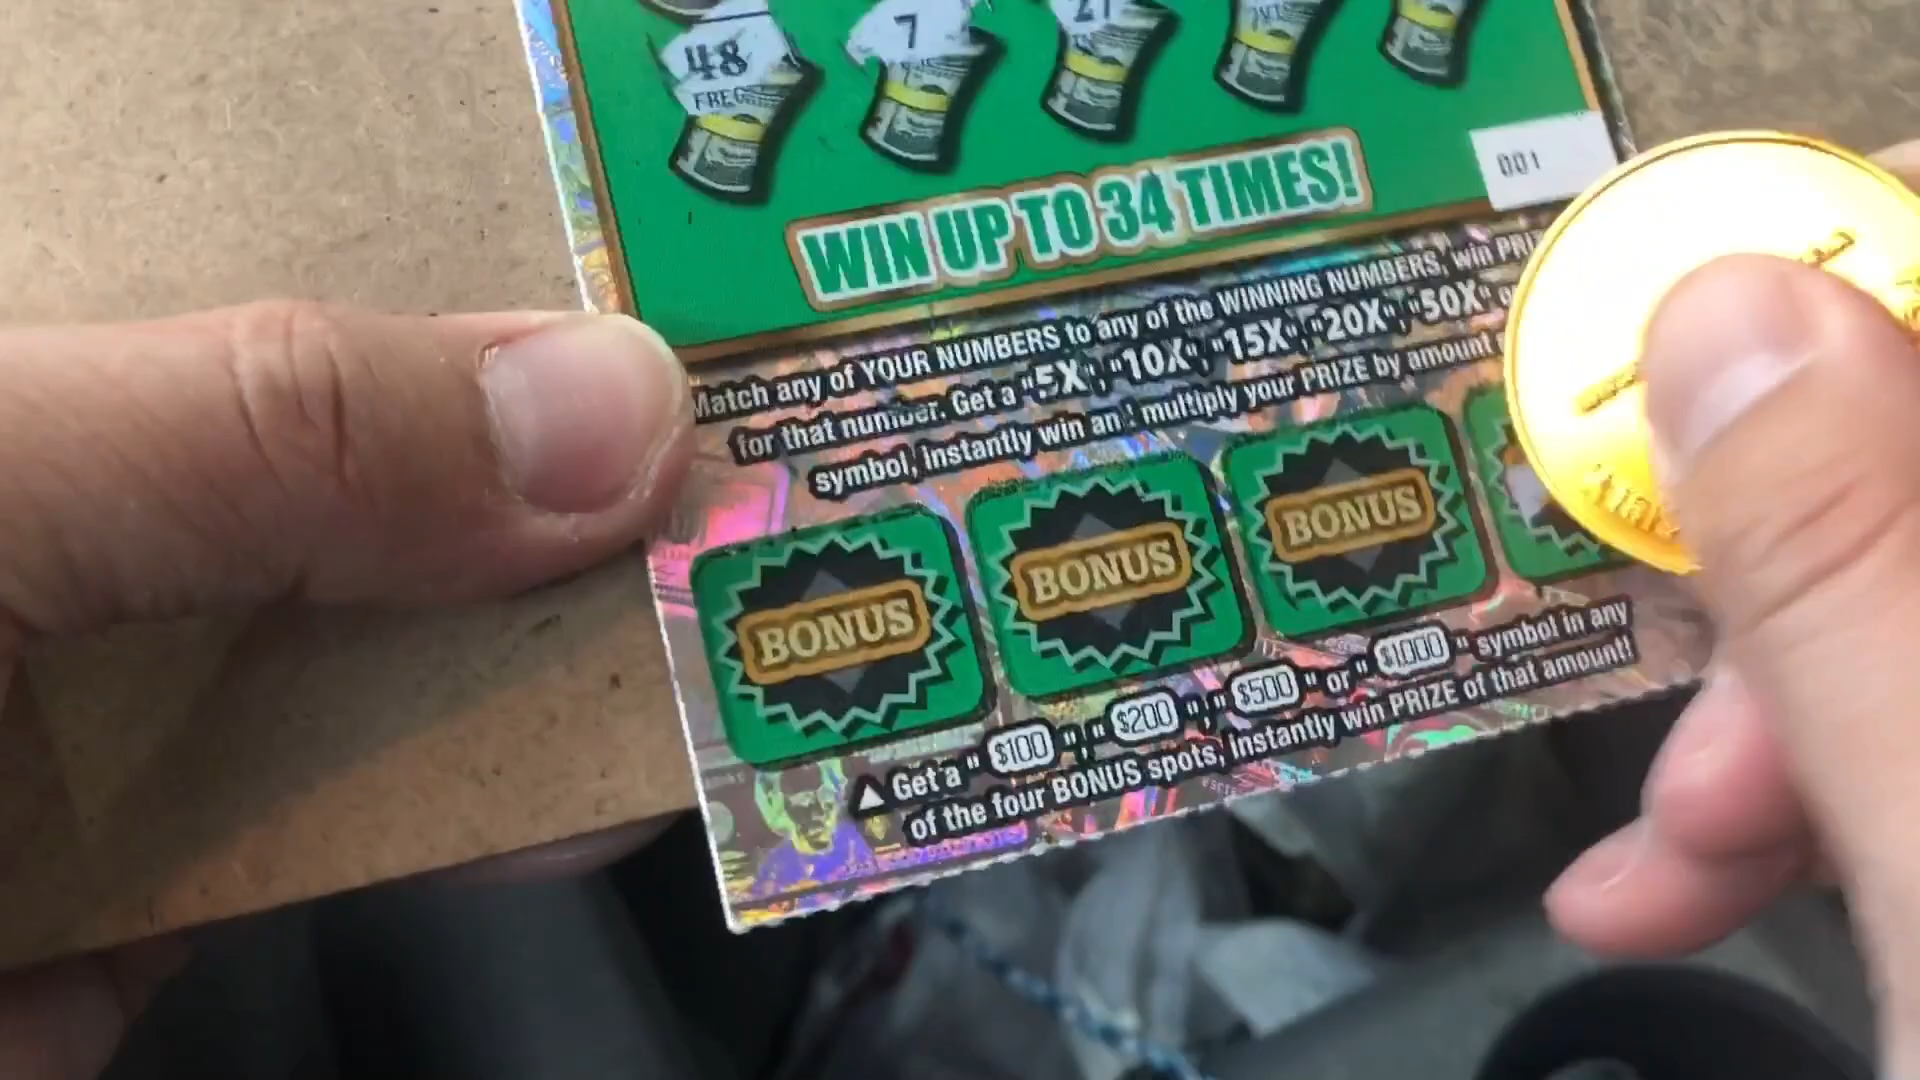 48
7
21
FRE
001
WIN UP TO 34 TIMES!
Match any of YOUR NUMBERS to any of the WINNING NUMBERS, win
for that number. Get a "5X", "10X", "15X", "20X", "50X"
symbol, instantly win and multiply your PRIZE by amount
BONUS
BONUS
BONUS
▲ Get a "$100", "$200", "$500" or "$1,000" symbol in any
of the four BONUS spots, instantly win PRIZE of that amount!